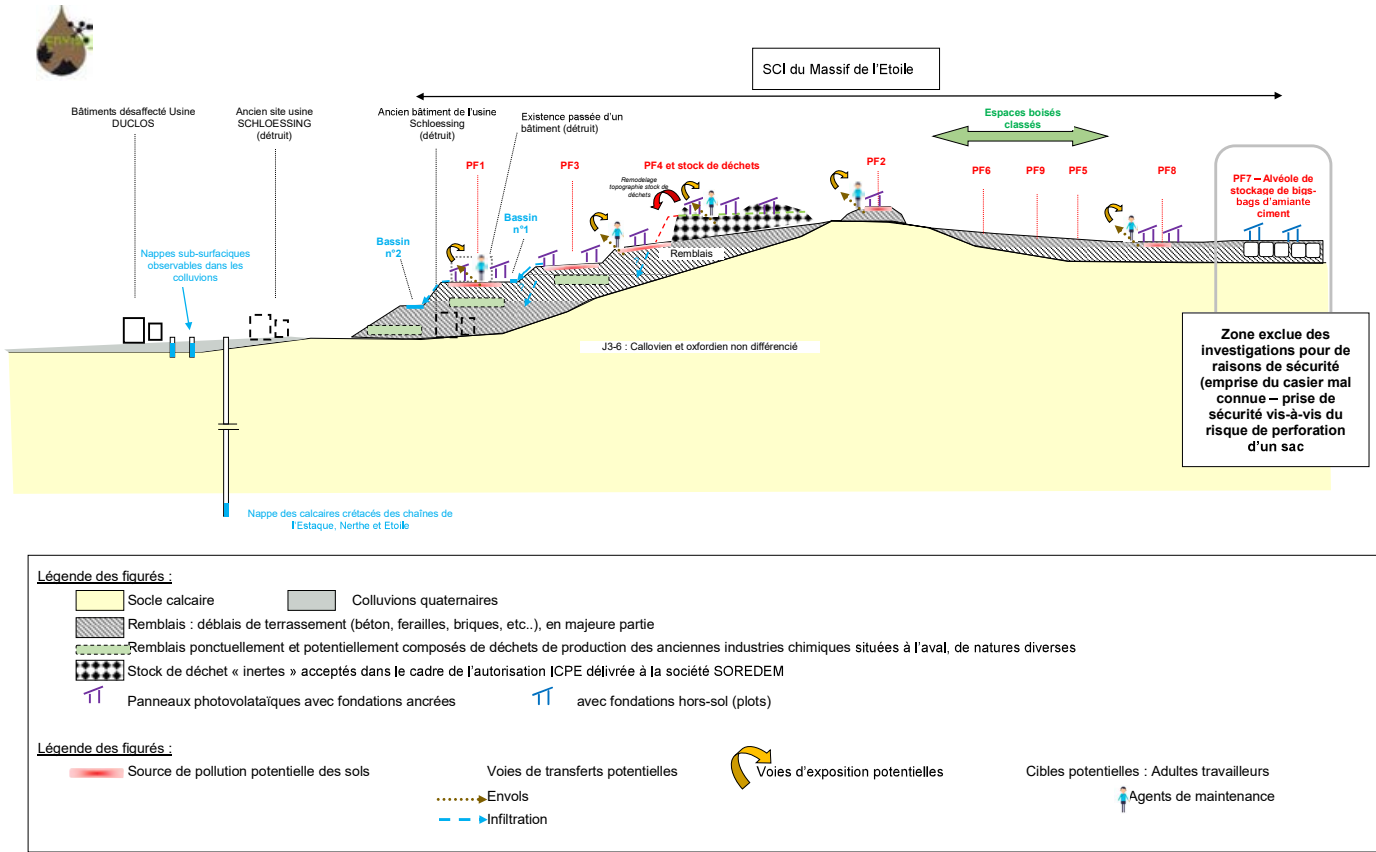 envisol
SCI du Massif de l'Etoile
Bâtiments désaffecté Usine
DUCLOS
Ancien site usine
SCHLOESSING
(détruit)
Ancien bâtiment de l'usine
Schloessing
(détruit)
Existence passée d'un
bâtiment (détruit)
Espaces boisés
classés
PF1
PF3
PF4 et stock de déchets
PF2
PF6
PF9
PF5
PF8
PF7 – Alvéole de
stockage de bigs-
bags d'amiante
ciment
Remodelage
topographie stock de
déchets
Bassin
n°1
Bassin
n°2
Nappes sub-surfaciques
observables dans les
colluvions
Remblais
J3-6 : Callovien et oxfordien non différencié
Zone exclue des
investigations pour de
raisons de sécurité
(emprise du casier mal
connue – prise de
sécurité vis-à-vis du
risque de perforation
d'un sac
Nappe des calcaires crétacés des chaînes de
l'Estaque, Nerthe et Etoile
Légende des figurés :
Socle calcaire
Colluvions quaternaires
Remblais : déblais de terrassement (béton, ferailles, briques, etc..), en majeure partie
Remblais ponctuellement et potentiellement composés de déchets de production des anciennes industries chimiques situées à l'aval, de natures diverses
Stock de déchet « inertes » acceptés dans le cadre de l'autorisation ICPE délivrée à la société SOREDEM
Panneaux photovolataïques avec fondations ancrées
avec fondations hors-sol (plots)
Légende des figurés :
Source de pollution potentielle des sols
Voies de transferts potentielles
Voies d'exposition potentielles
Cibles potentielles : Adultes travailleurs
Envols
Agents de maintenance
Infiltration